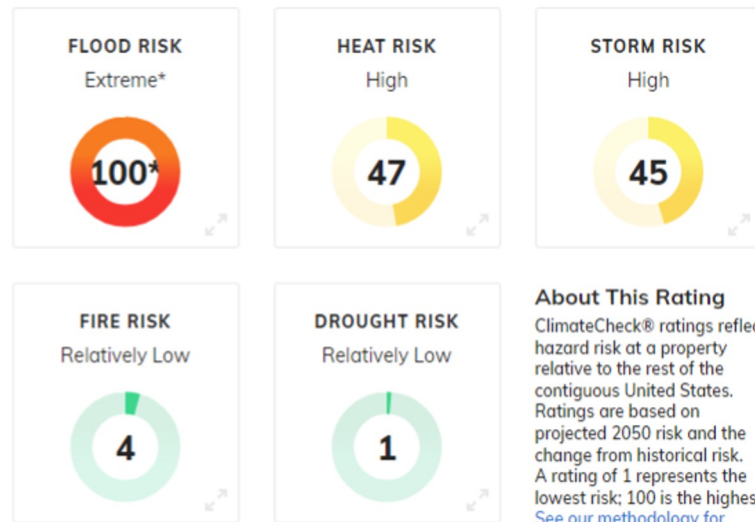 FLOOD RISK
Extreme*
100*
HEAT RISK
High
47
STORM RISK
High
45
FIRE RISK
Relatively Low
4
DROUGHT RISK
Relatively Low
1
About This Rating
ClimateCheck® ratings reflec
hazard risk at a property
relative to the rest of the
contiguous United States.
Ratings are based on
projected 2050 risk and the
change from historical risk.
A rating of 1 represents the
lowest risk; 100 is the highes
See our methodology for